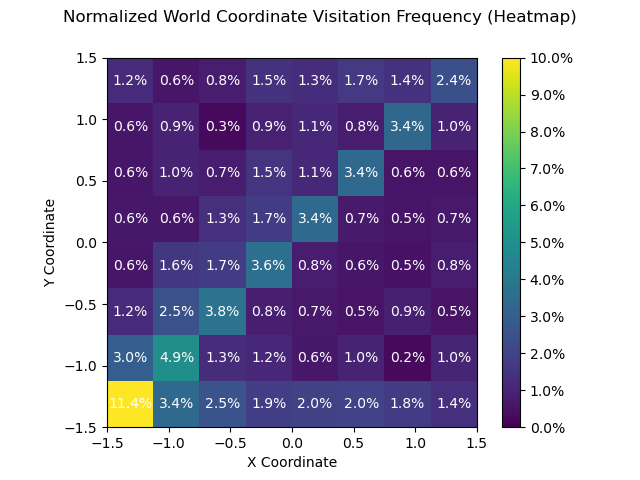 Normalized World Coordinate Visitation Frequency (Heatmap)
1.5
1.0
0.5
0.0
−0.5
−1.0
−1.5
Y Coordinate
1.2% 0.6% 0.8% 1.5% 1.3% 1.7% 1.4% 2.4%
0.6% 0.9% 0.3% 0.9% 1.1% 0.8% 3.4% 1.0%
0.6% 1.0% 0.7% 1.5% 1.1% 3.4% 0.6% 0.6%
0.6% 0.6% 1.3% 1.7% 3.4% 0.7% 0.5% 0.7%
0.6% 1.6% 1.7% 3.6% 0.8% 0.6% 0.5% 0.8%
1.2% 2.5% 3.8% 0.8% 0.7% 0.5% 0.9% 0.5%
3.0% 4.9% 1.3% 1.2% 0.6% 1.0% 0.2% 1.0%
11.4% 3.4% 2.5% 1.9% 2.0% 2.0% 1.8% 1.4%
−1.5 −1.0 −0.5 0.0 0.5 1.0 1.5
X Coordinate
10.0%
9.0%
8.0%
7.0%
6.0%
5.0%
4.0%
3.0%
2.0%
1.0%
0.0%